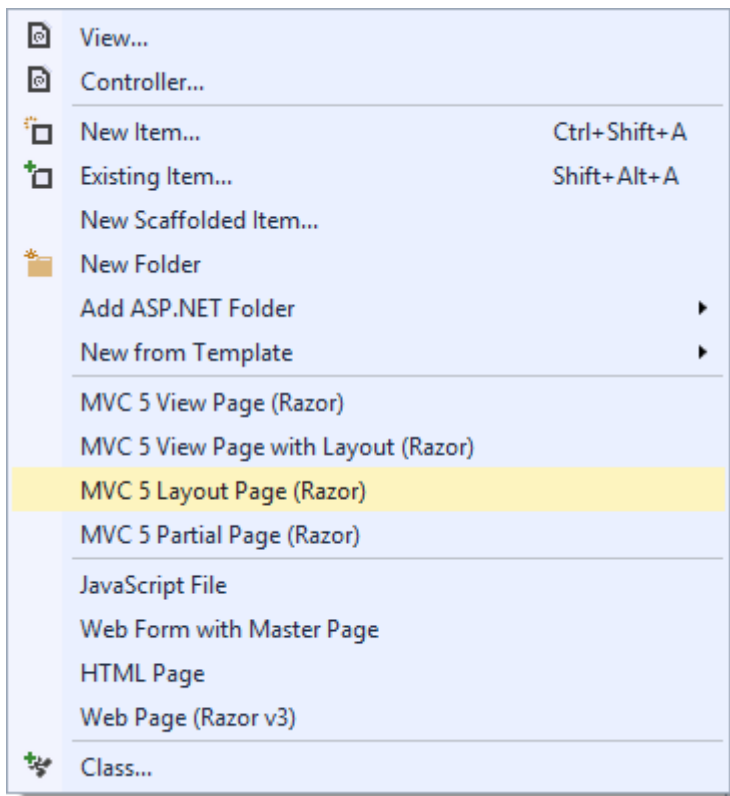 View...
Controller...
New Item... Ctrl+Shift+A
Existing Item... Shift+Alt+A
New Scaffolded Item...
New Folder
Add ASP.NET Folder
New from Template
MVC 5 View Page (Razor)
MVC 5 View Page with Layout (Razor)
MVC 5 Layout Page (Razor)
MVC 5 Partial Page (Razor)
JavaScript File
Web Form with Master Page
HTML Page
Web Page (Razor v3)
Class...